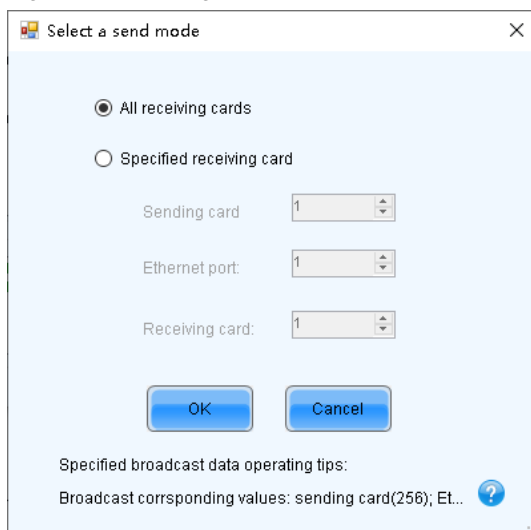 Select a send mode
All receiving cards
Specified receiving card
Sending card 1
Ethernet port: 1
Receiving card: 1
OK Cancel
Specified broadcast data operating tips:
Broadcast corrsponding values: sending card(256); Et... ?